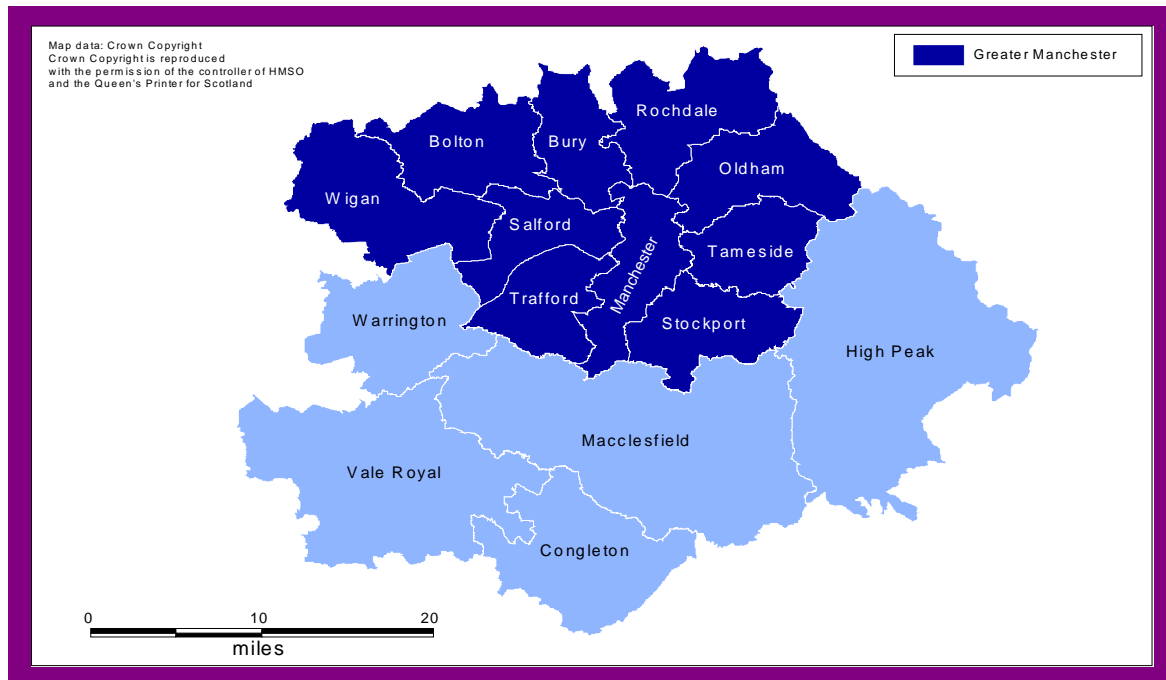 Map data: Crown Copyright
Crown Copyright is reproduced
with the permission of the controller of HMSO
and the Queen's Printer for Scotland
Greater Manchester
Rochdale
Bolton
Bury
Oldham
Wigan
Salford
Manchester
Tameside
Trafford
Warrington
Stockport
High Peak
Macclesfield
Vale Royal
Congleton
0 10 20
miles